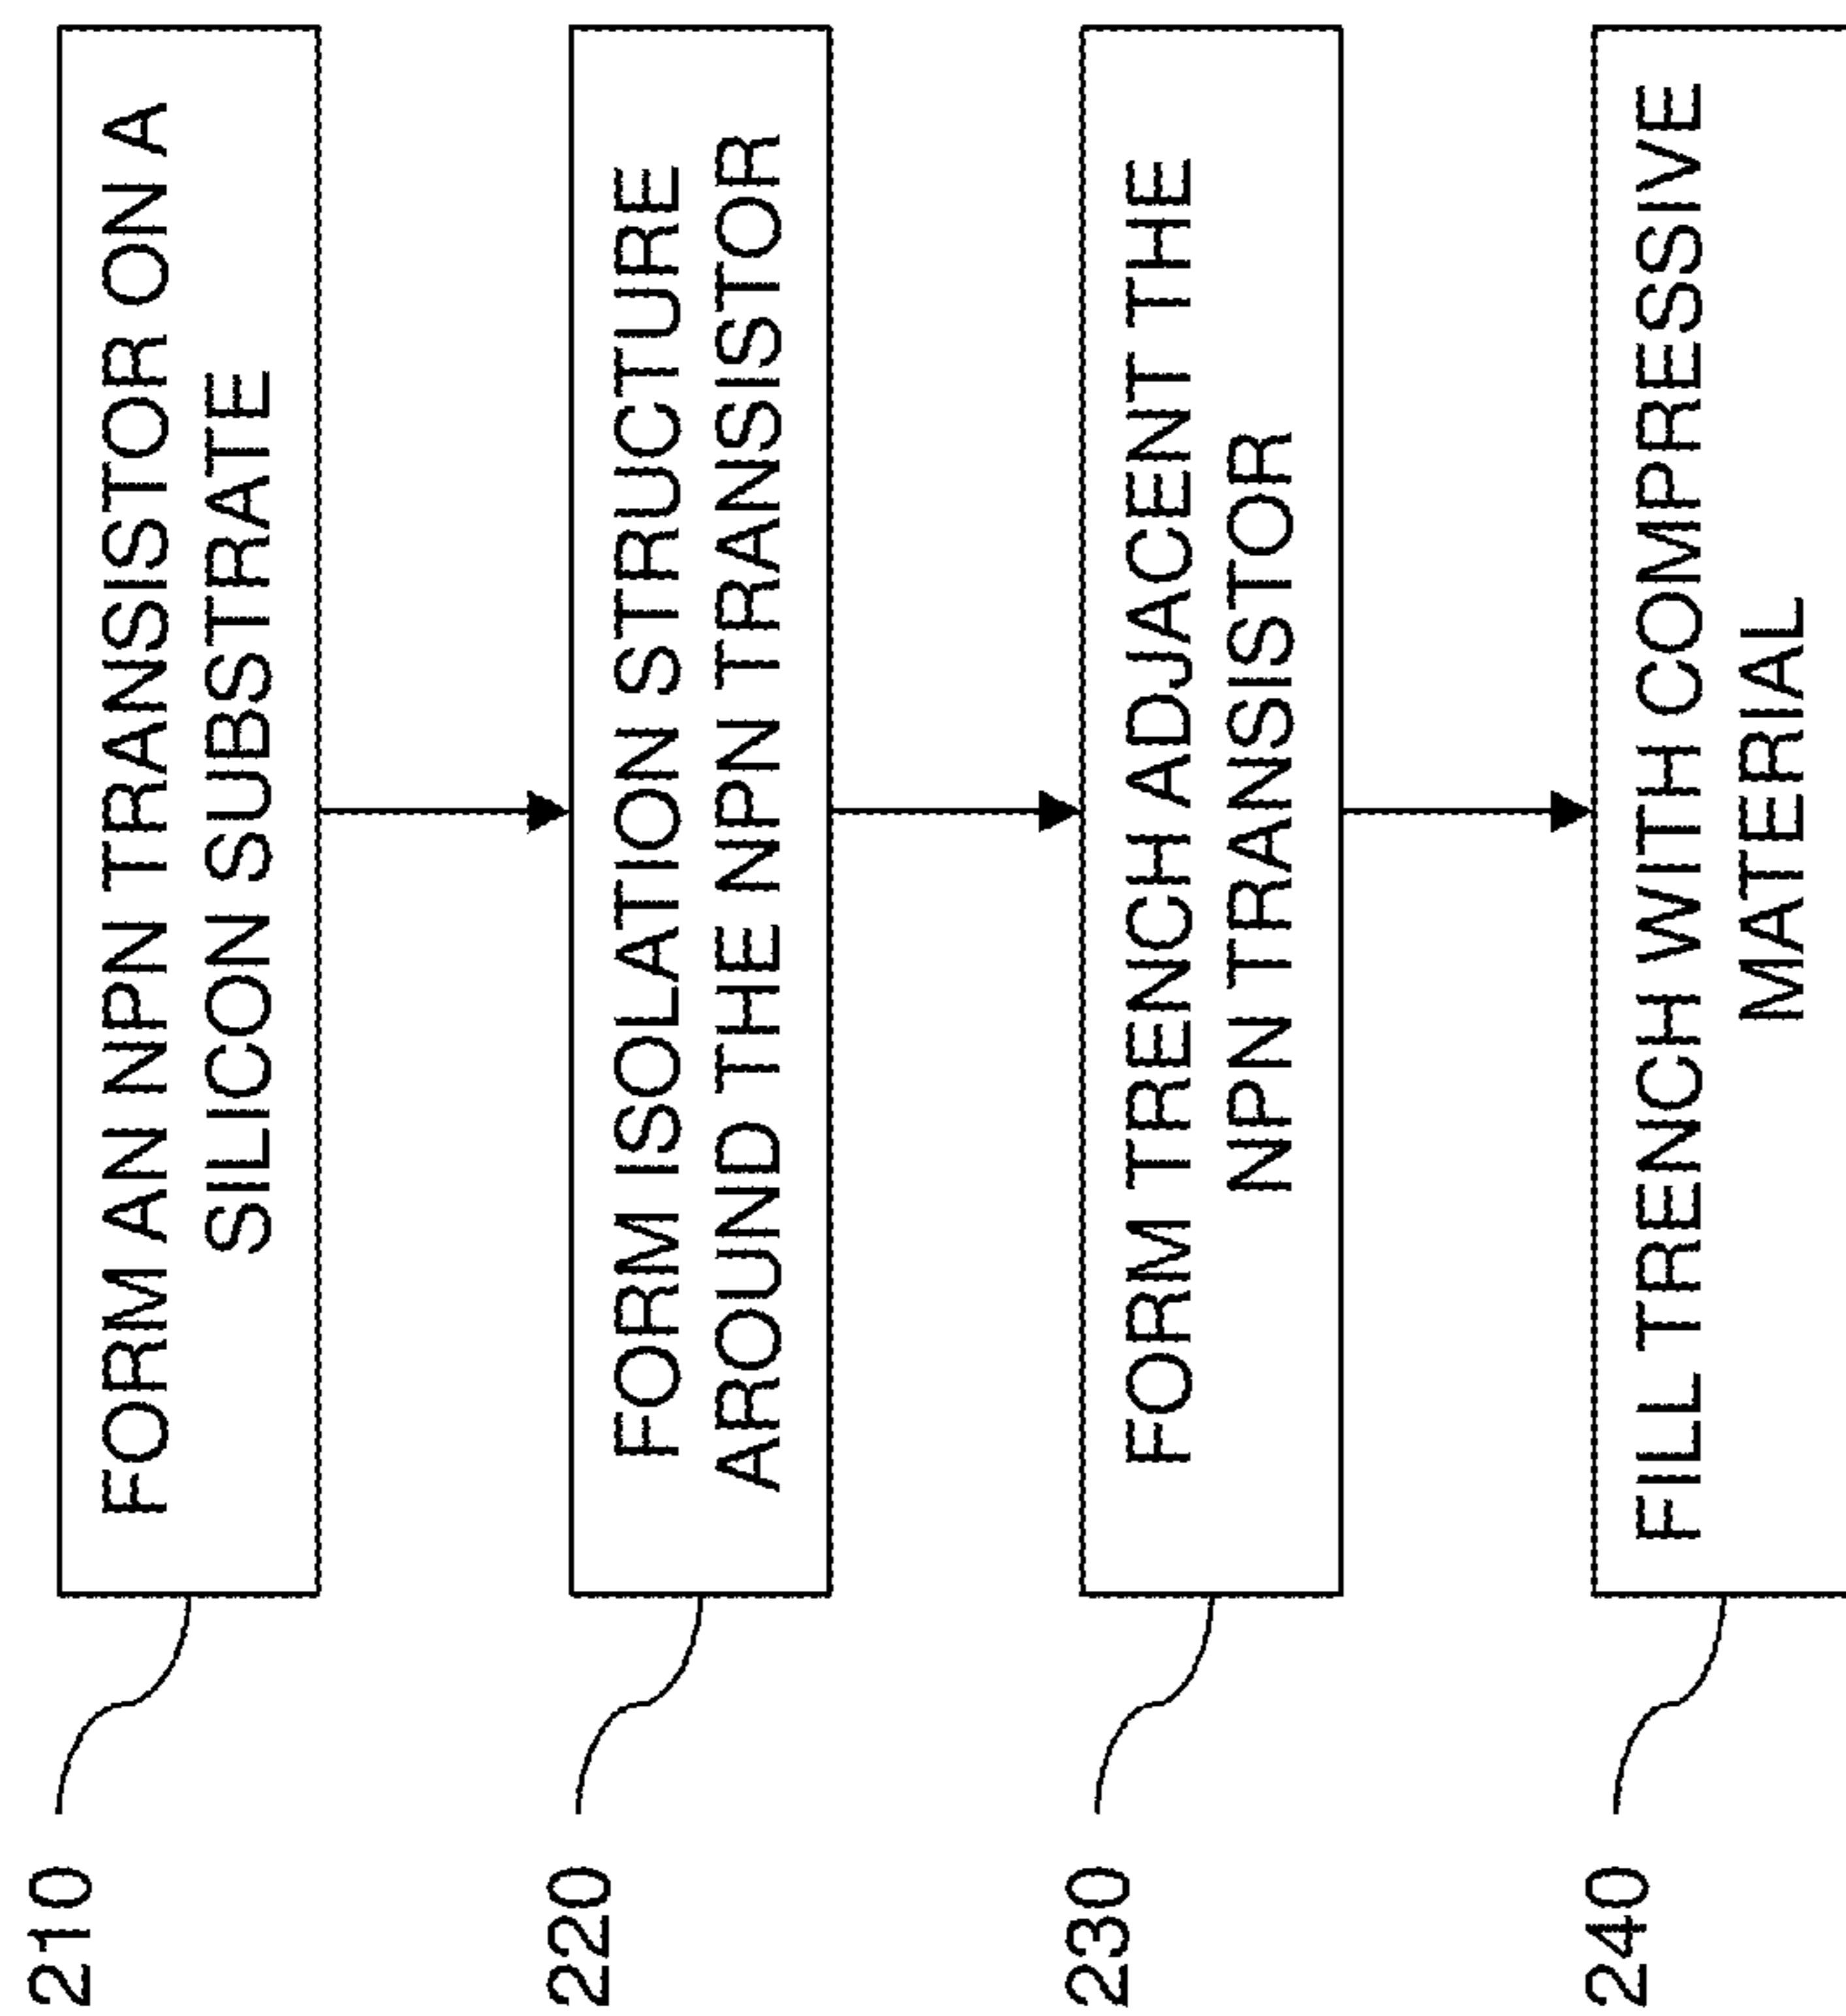 210
FORM AN NPN TRANSISTOR ON A
SILICON SUBSTRATE
220
FORM ISOLATION STRUCTURE
AROUND THE NPN TRANSISTOR
230
FORM TRENCH ADJACENT THE
NPN TRANSISTOR
240
FILL TRENCH WITH COMPRESSIVE
MATERIAL